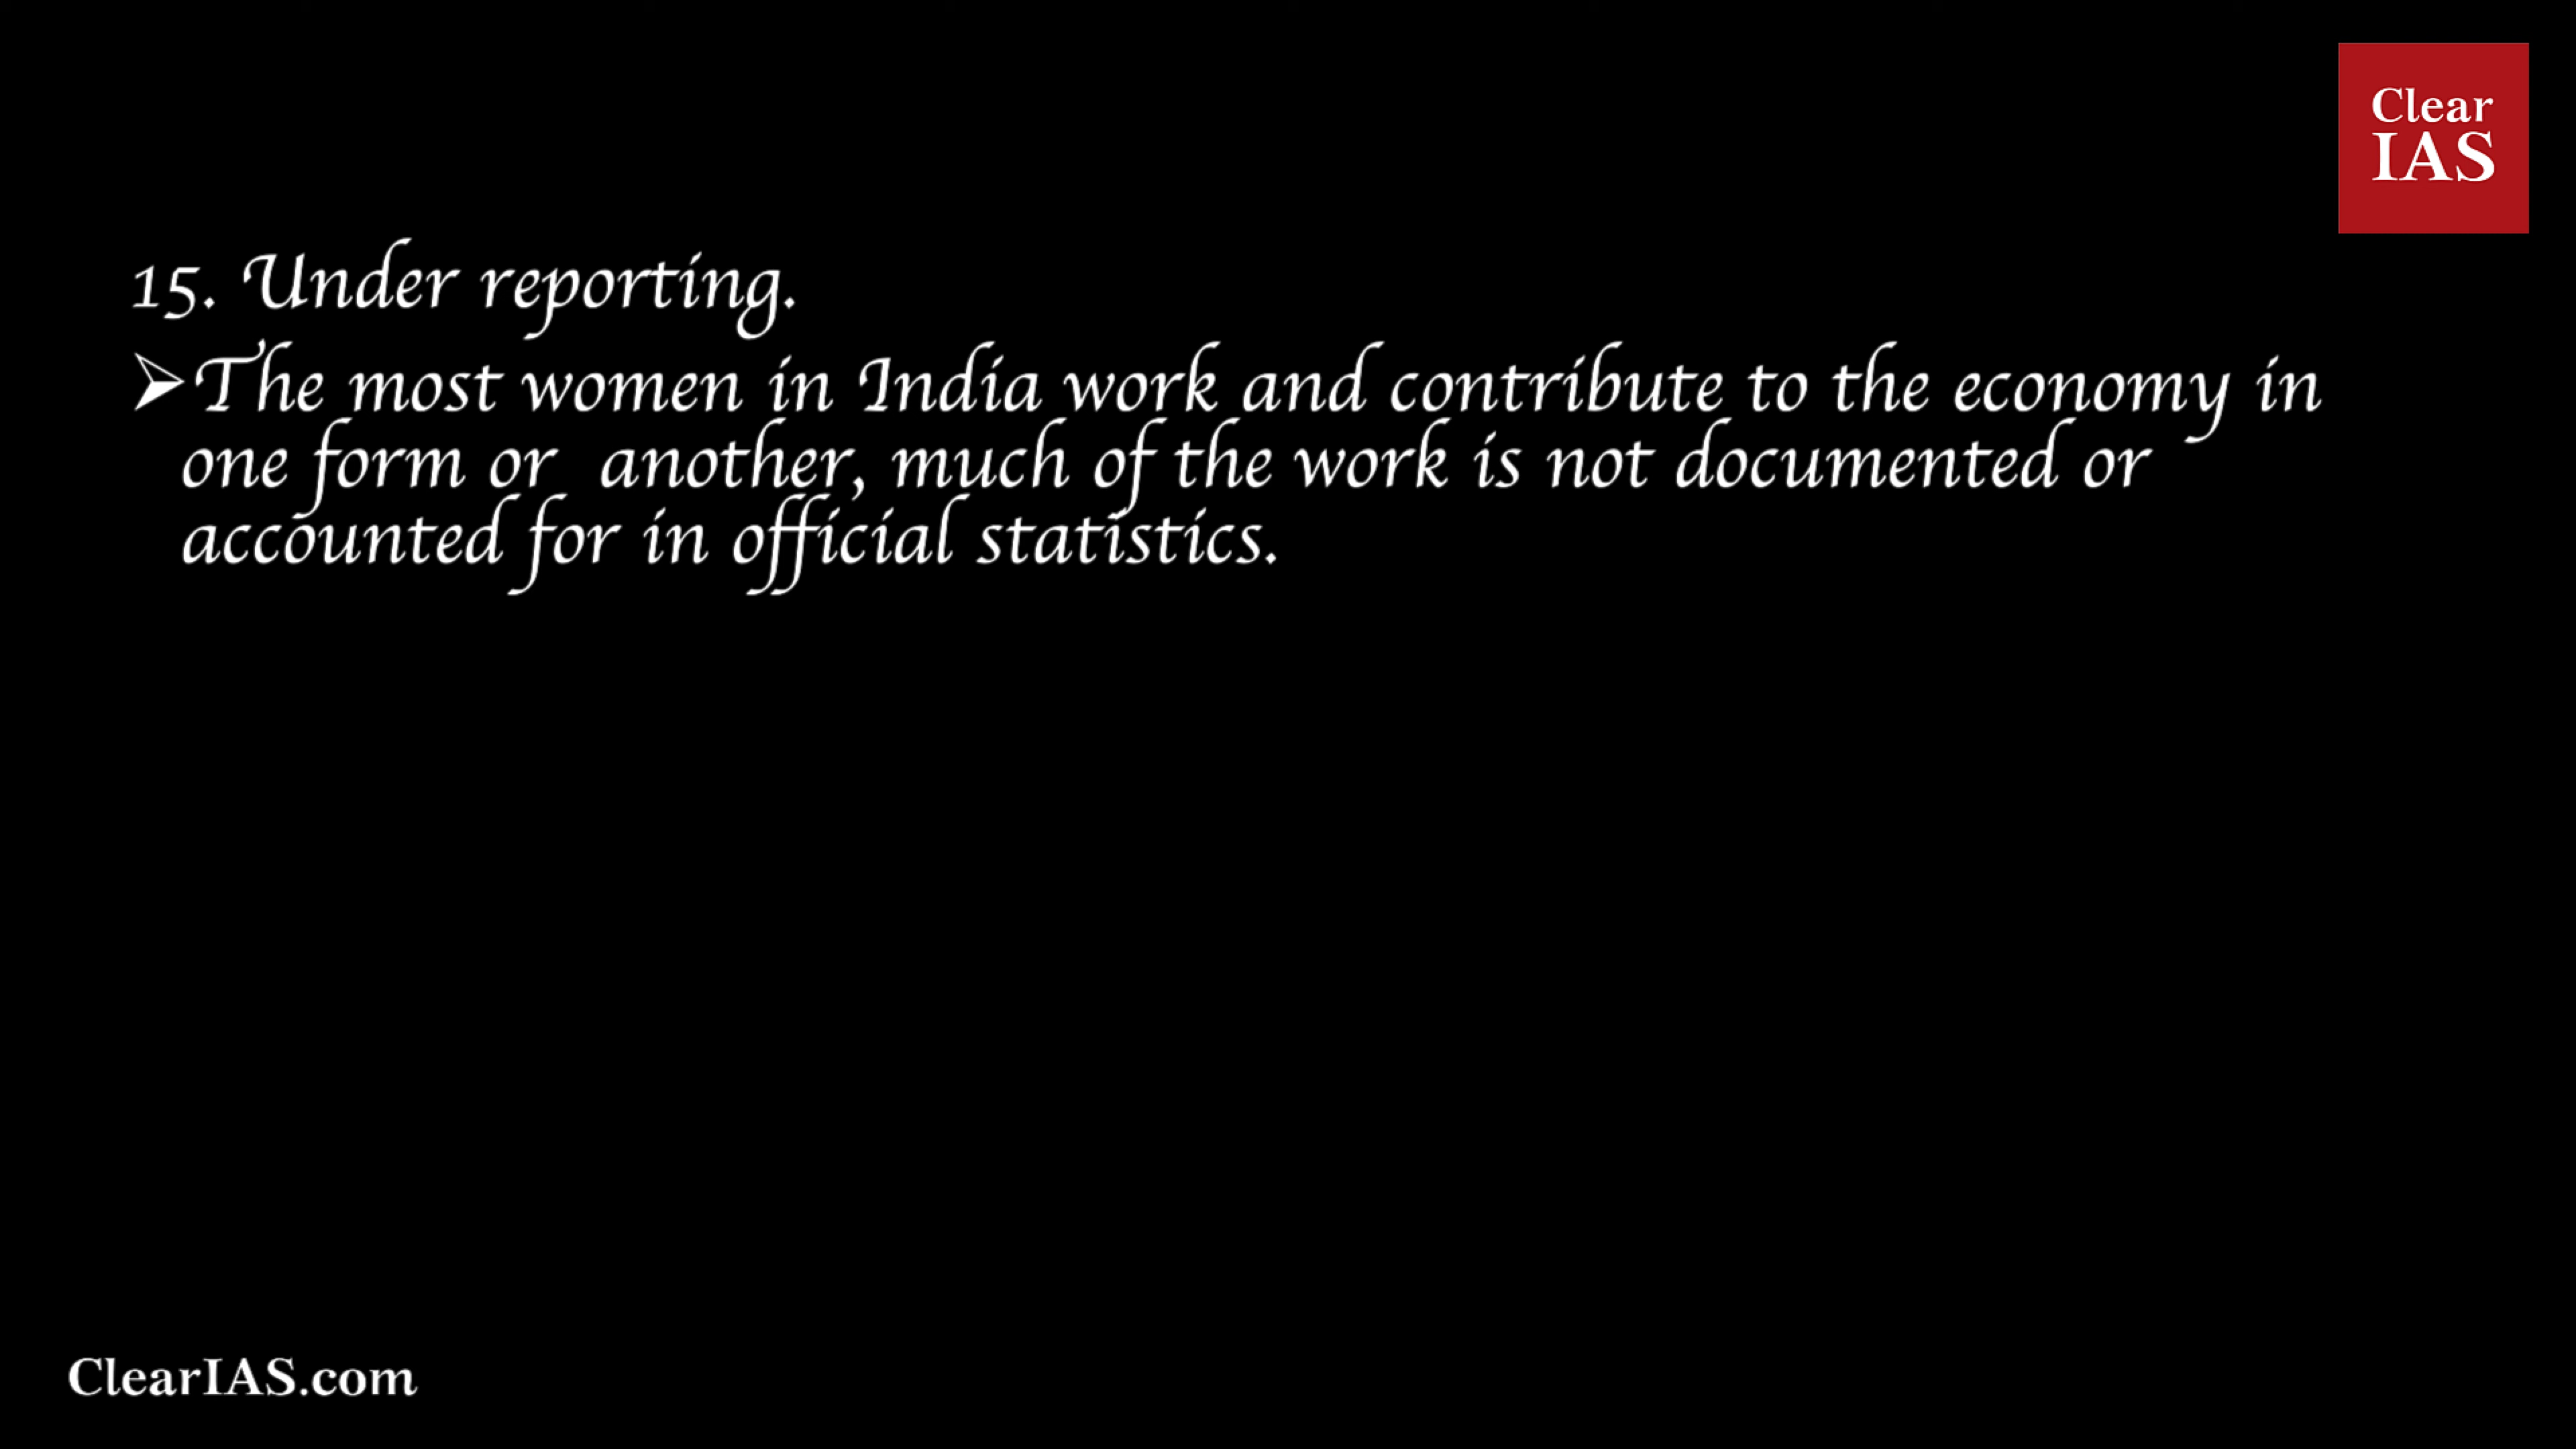 Clear
IAS
15. Under reporting.
➢The most women in India work and contribute to the economy in
one form or another, much of the work is not documented or
accounted for in official statistics.
ClearIAS.com